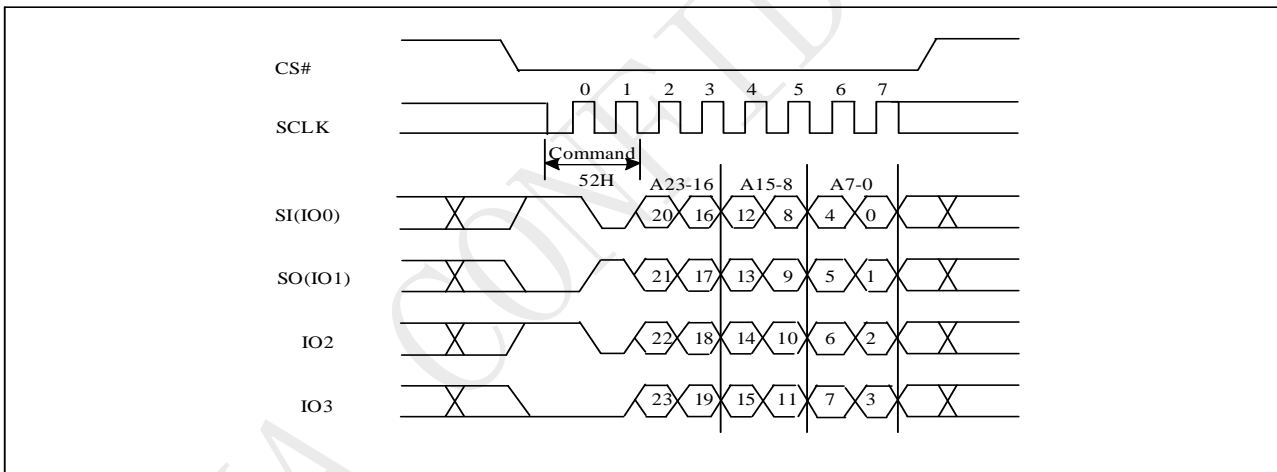 CS#
0 1 2 3 4 5 6 7
SCLK
Command
52H
A23-16 A15-8 A7-0
SI(IO0) 20 16 12 8 4 0
SO(IO1) 21 17 13 9 5 1
IO2 22 18 14 10 6 2
IO3 23 19 15 11 7 3